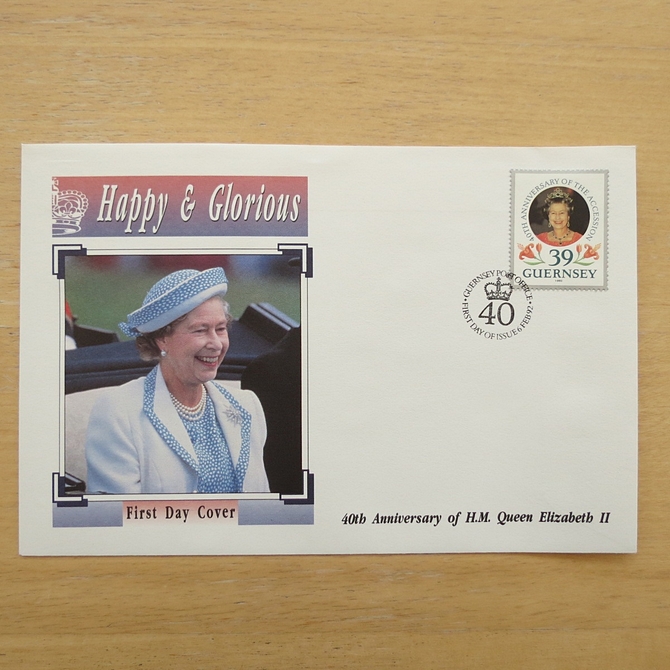 Happy & Glorious
First Day Cover
40TH ANNIVERSARY OF THE ACCESSION
39
GUERNSEY
GUERNSEY POST OFFICE
40
FIRST DAY OF ISSUE 6 FEB 92
40th Anniversary of H.M. Queen Elizabeth II